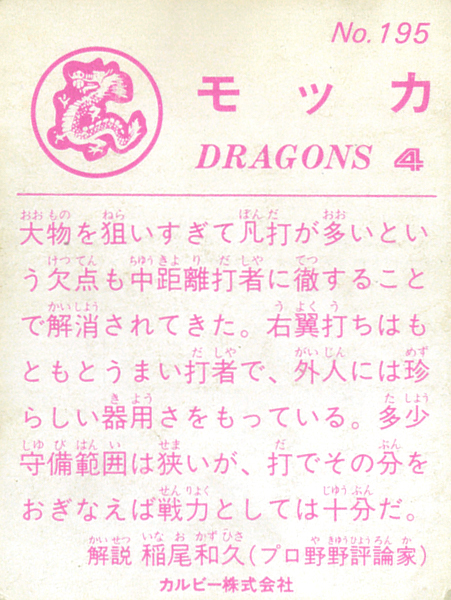 No.195
モッカ
DRAGONS 4
大物を狙いすぎて凡打が多いとい
う欠点も中距離打者に徹すること
で解消されてきた。右翼打ちはも
ともとうまい打者で、外人には珍
らしい器用さをもっている。多少
守備範囲は狭いが、打でその分を
おぎなえば戦力としては十分だ。
解説 稲尾和久(プロ野野評論家)
カルビー株式会社